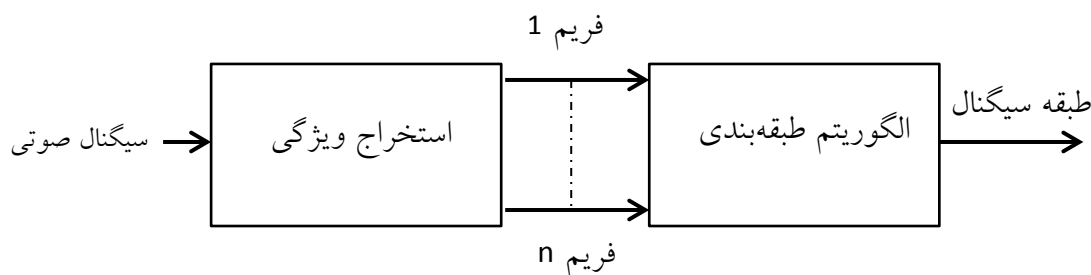 فریم 1
سیگنال صوتی
استخراج ویژگی
الگوریتم طبقه‌بندی
طبقه سیگنال
فریم n